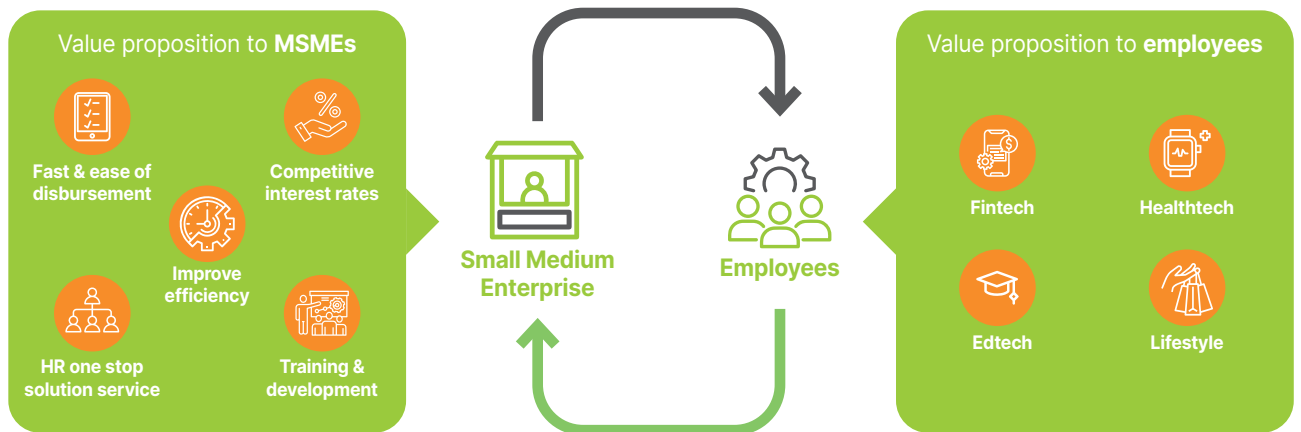 Value proposition to MSMEs
Fast & ease of
disbursement
Competitive
interest rates
Improve
efficiency
HR one stop
solution service
Training &
development
Small Medium
Enterprise
Employees
Value proposition to employees
Fintech
Healthtech
Edtech
Lifestyle